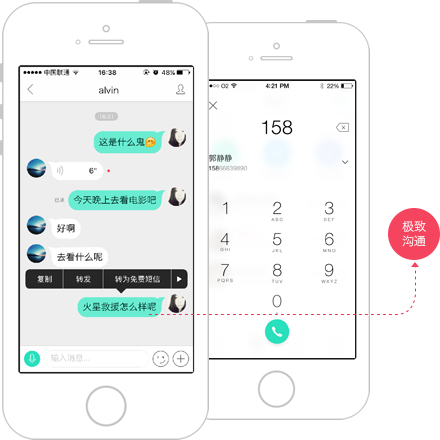 中国联通 16:38 48%
alvin
16:31
这是什么鬼
6"
已读 今天晚上去看电影吧
好啊
去看什么呢
复制 转发 转为免费短信
火星救援怎么样呢
输入消息...
O2 4:21 PM 22%
158
郭静静
15866639890
1
2 ABC
3 DEF
4 GHI
5 JKL
6 MNO
7 PQRS
8 TUV
9 WXYZ
0
极致
沟通